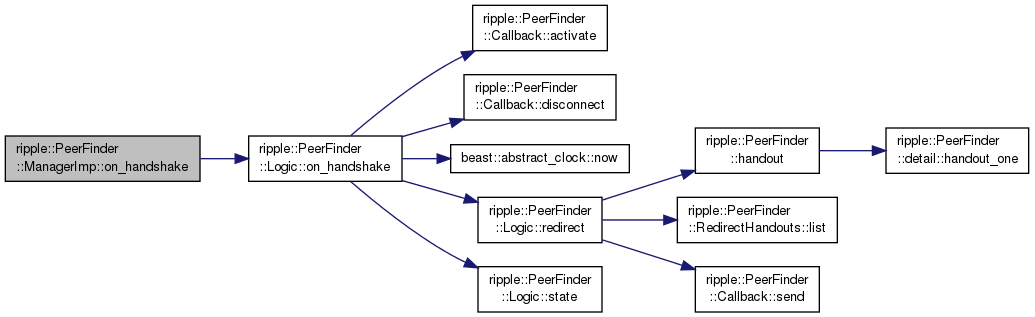 ripple::PeerFinder
::ManagerImp::on_handshake
ripple::PeerFinder
::Logic::on_handshake
ripple::PeerFinder
::Callback::activate
ripple::PeerFinder
::Callback::disconnect
beast::abstract_clock::now
ripple::PeerFinder
::Logic::redirect
ripple::PeerFinder
::Logic::state
ripple::PeerFinder
::handout
ripple::PeerFinder
::RedirectHandouts::list
ripple::PeerFinder
::Callback::send
ripple::PeerFinder
::detail::handout_one